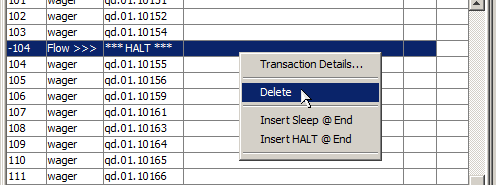 101 wager qd.01.10152
102 wager qd.01.10153
103 wager qd.01.10154
-104 Flow >>> *** HALT ***
104 wager qd.01.10155
105 wager qd.01.10156
106 wager qd.01.10159
107 wager qd.01.10161
108 wager qd.01.10163
109 wager qd.01.10164
110 wager qd.01.10165
111 wager qd.01.10166
Transaction Details...
Delete
Insert Sleep @ End
Insert HALT @ End